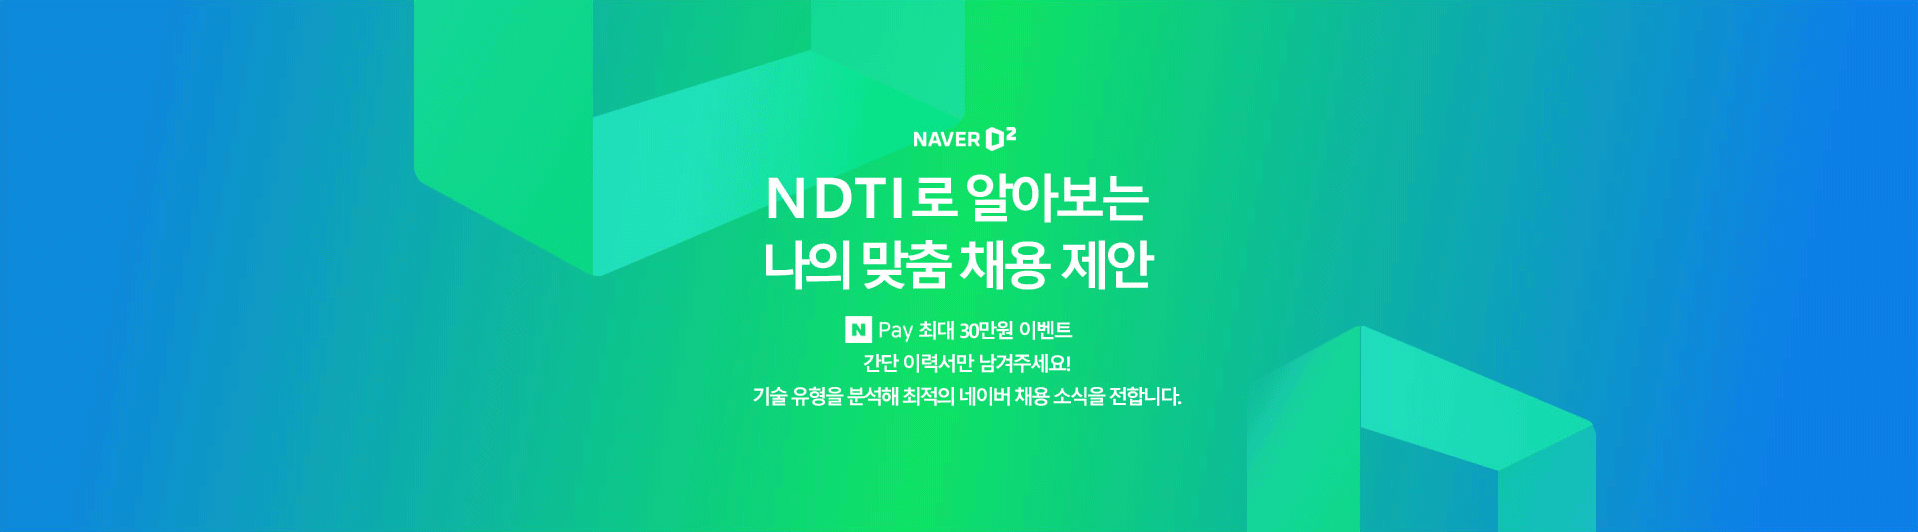 NAVER D2
NDTI로 알아보는
나의 맞춤 채용 제안
N Pay 최대 30만원 이벤트
간단 이력서만 남겨주세요!
기술 유형을 분석해 최적의 네이버 채용 소식을 전합니다.